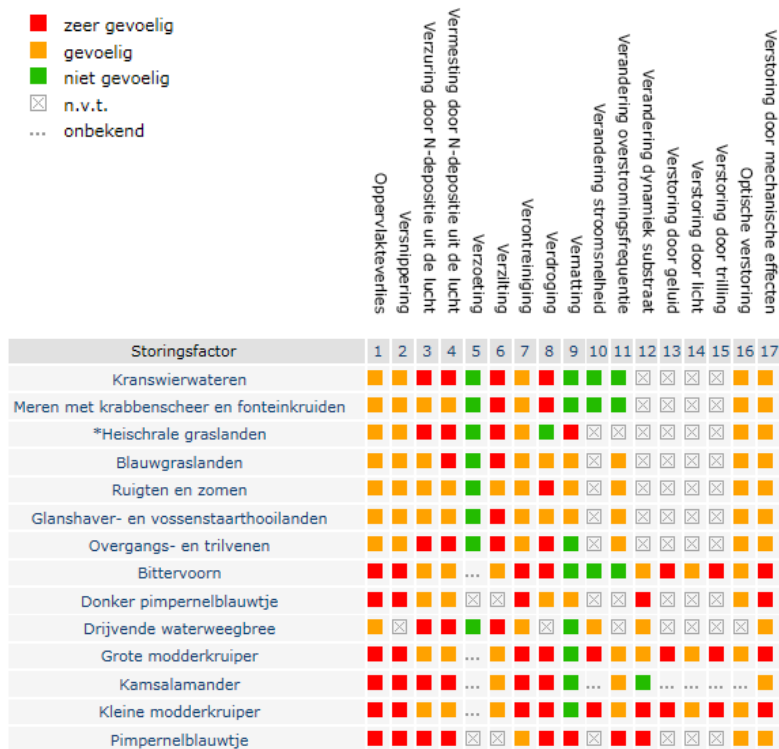 zeer gevoelig
gevoelig
niet gevoelig
n.v.t.
... onbekend
Oppervlakteverlies
Versnippering
Verzuring door N-depositie uit de lucht
Vermesting door N-depositie uit de lucht
Verzoeting
Verzilting
Verontreiniging
Verdroging
Vernatting
Verandering stroomsnelheid
Verandering overstromingsfrequentie
Verandering dynamiek substraat
Verstoring door geluid
Verstoring door licht
Verstoring door trilling
Optische verstoring
Verstoring door mechanische effecten
Storingsfactor 1 2 3 4 5 6 7 8 9 10 11 12 13 14 15 16 17
Kranswierwateren
Meren met krabbenscheer en fonteinkruiden
*Heischrale graslanden
Blauwgraslanden
Ruigten en zomen
Glanshaver- en vossenstaarthooilanden
Overgangs- en trilvenen
Bittervoorn ...
Donker pimpernelblauwtje
Drijvende waterweegbree
Grote modderkruiper ...
Kamsalamander ... ... ... ... ... ...
Kleine modderkruiper ...
Pimpernelblauwtje